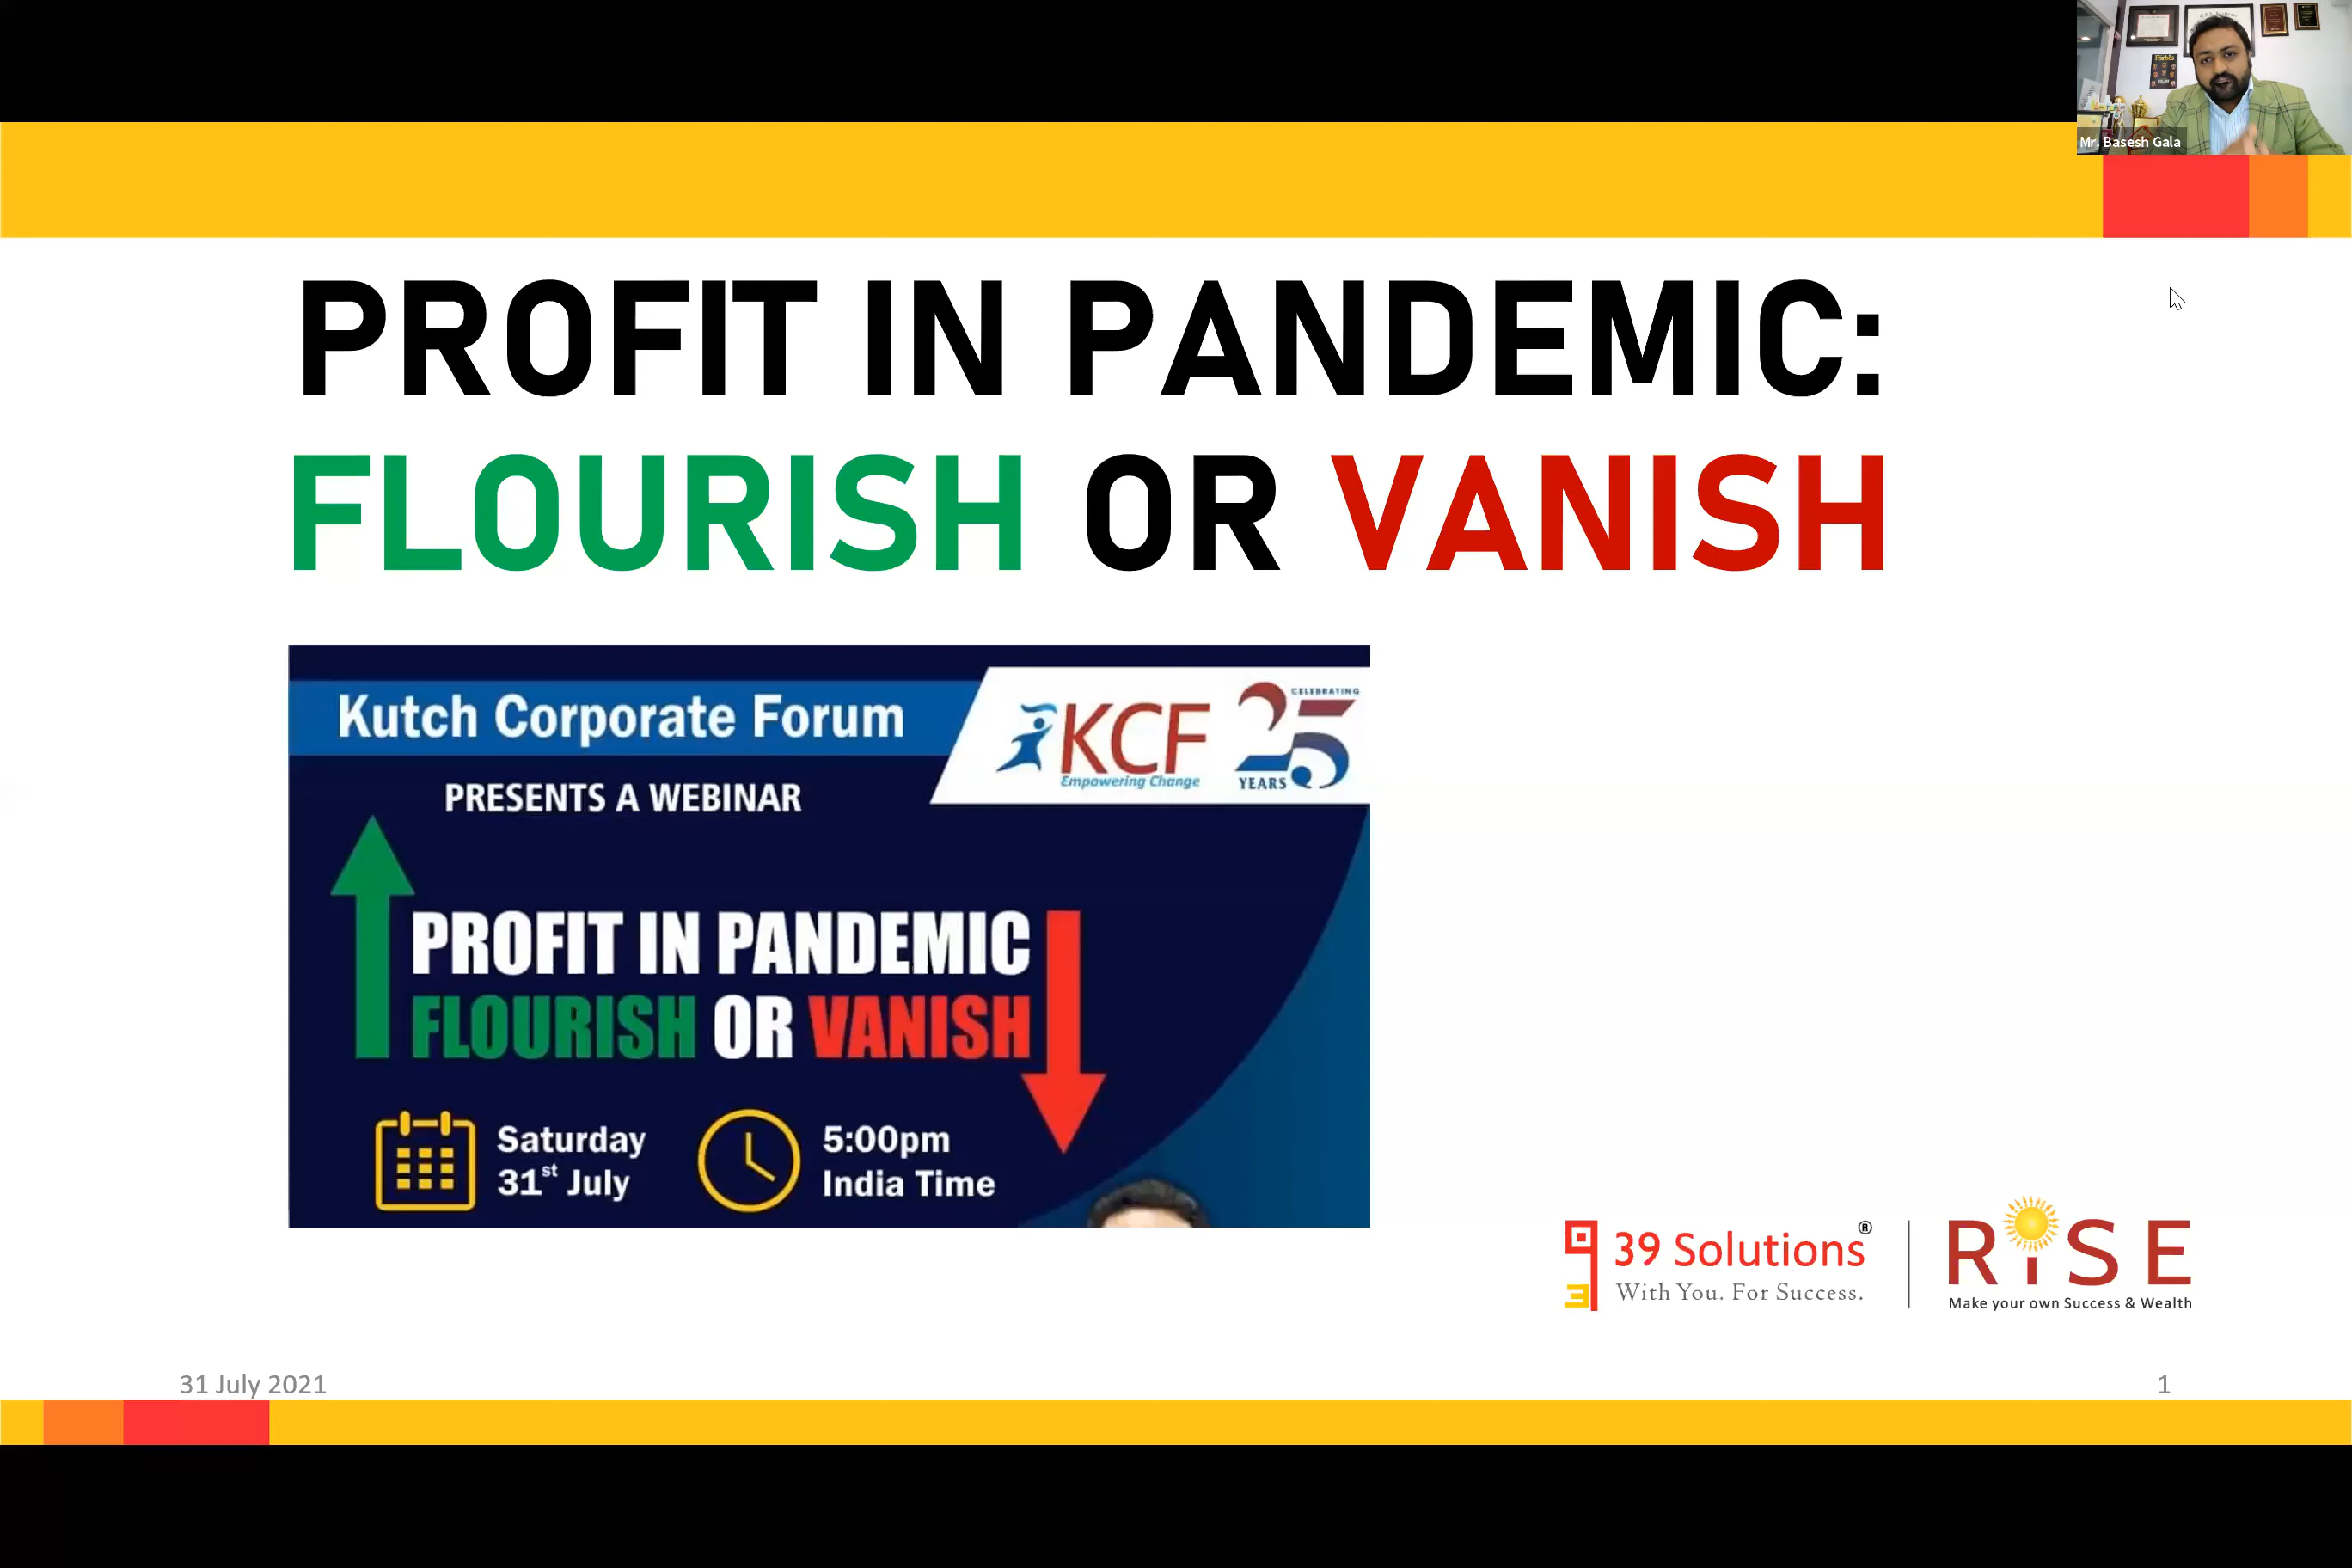 Forbes
Mr. Basesh Gala
PROFIT IN PANDEMIC:
FLOURISH OR VANISH
Kutch Corporate Forum
KCF
Empowering Change
CELEBRATING
25
YEARS
PRESENTS A WEBINAR
PROFIT IN PANDEMIC
FLOURISH OR VANISH
Saturday
31st July
5:00pm
India Time
39 Solutions®
With You. For Success.
RiSE
Make your own Success & Wealth
31 July 2021
1